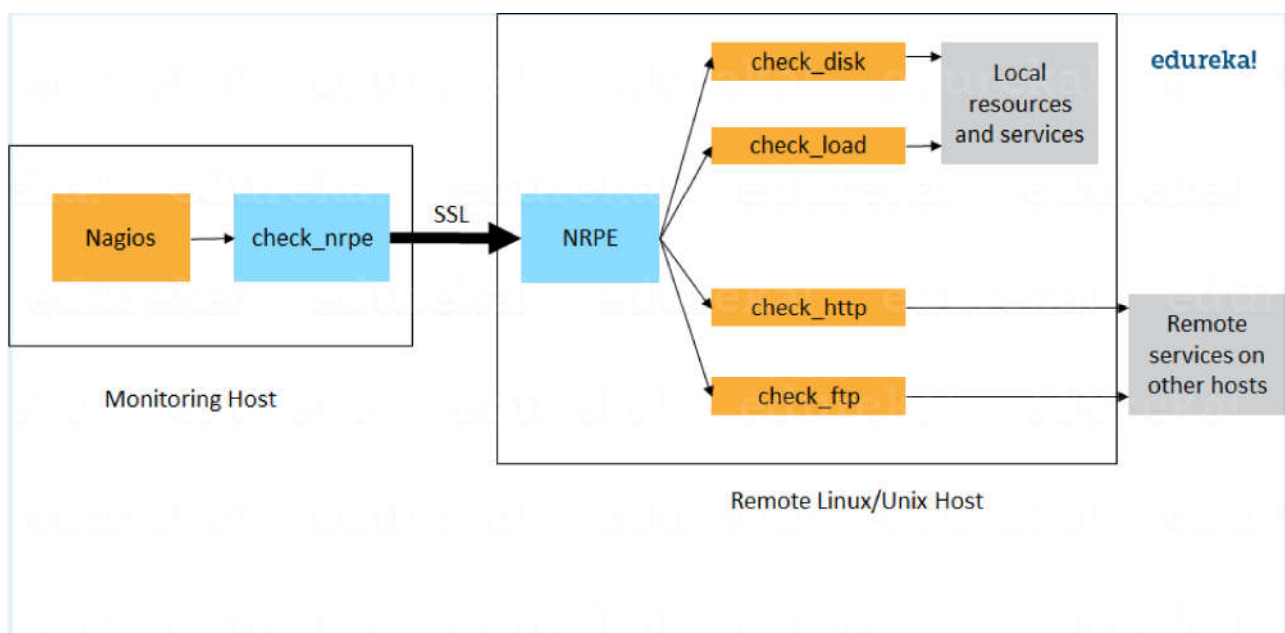 edureka!
check_disk
Local
resources
and services
check_load
SSL
Nagios
check_nrpe
NRPE
check_http
Remote
services on
other hosts
check_ftp
Monitoring Host
Remote Linux/Unix Host